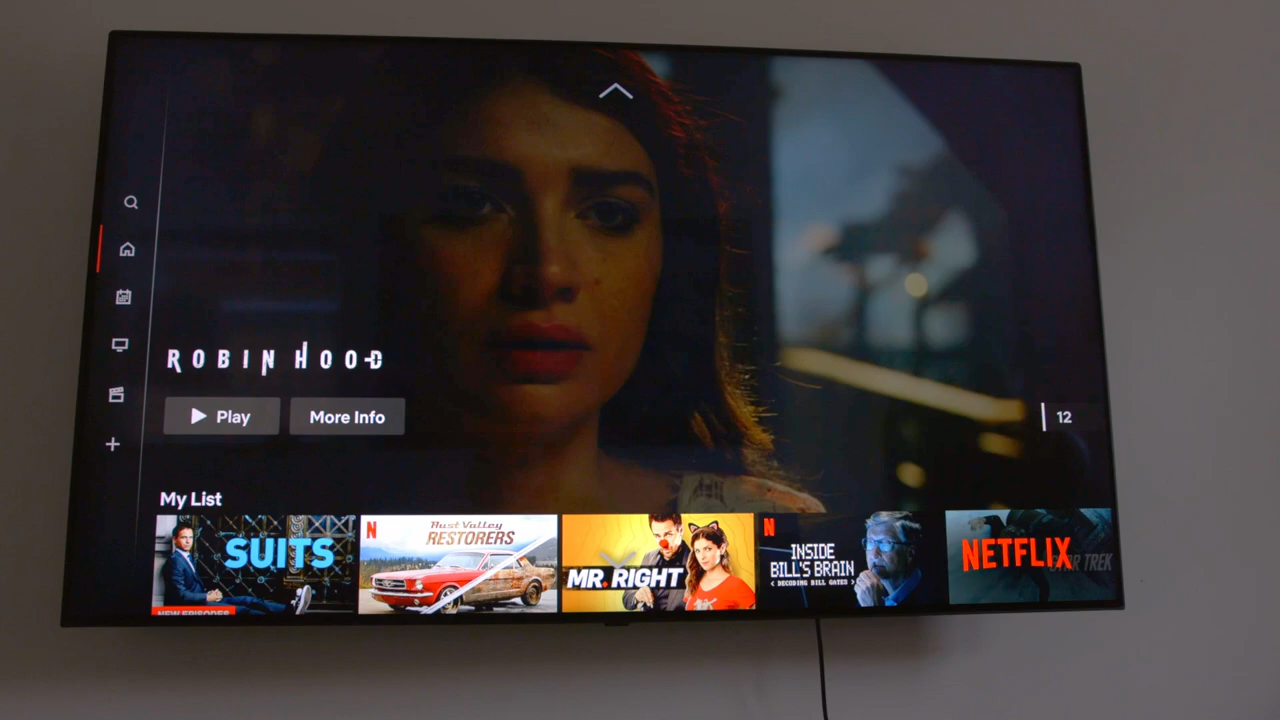 ROBIN HOOD
Play
More Info
12
My List
SUITS
NEW EPISODES
N
Rust Valley
RESTORERS
MR. RIGHT
N
INSIDE
BILL'S BRAIN
< DECODING BILL GATES >
NETFLIX
STAR TREK